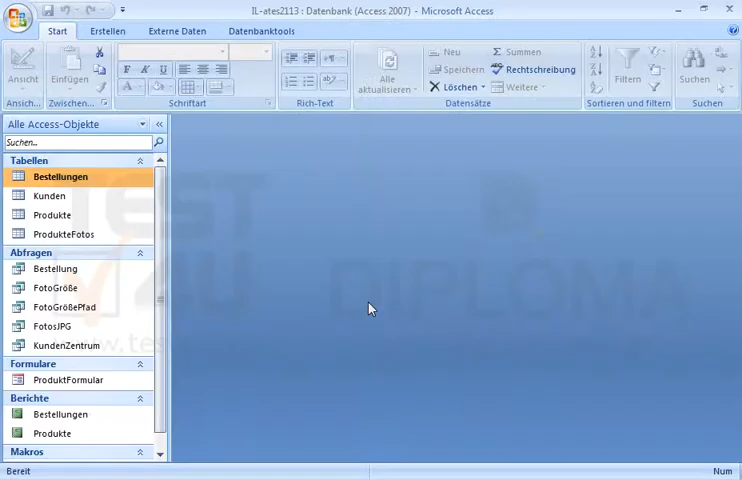 IL-ates2113 : Datenbank (Access 2007) - Microsoft Access
Start Erstellen Externe Daten Datenbanktools
Ansicht
Einfügen
F K U
Alle aktualisieren
Neu
Speichern
Löschen
Summen
Rechtschreibung
Weitere
Filtern
Suchen
Ansich... Zwischen... Schriftart Rich-Text Datensätze Sortieren und filtern Suchen
Alle Access-Objekte
Suchen...
Tabellen
Bestellungen
Kunden
Produkte
ProdukteFotos
Abfragen
Bestellung
FotoGröße
FotoGrößePfad
FotosJPG
KundenZentrum
Formulare
ProduktFormular
Berichte
Bestellungen
Produkte
Makros
TEST
4U
DIPLOMA
Bereit Num